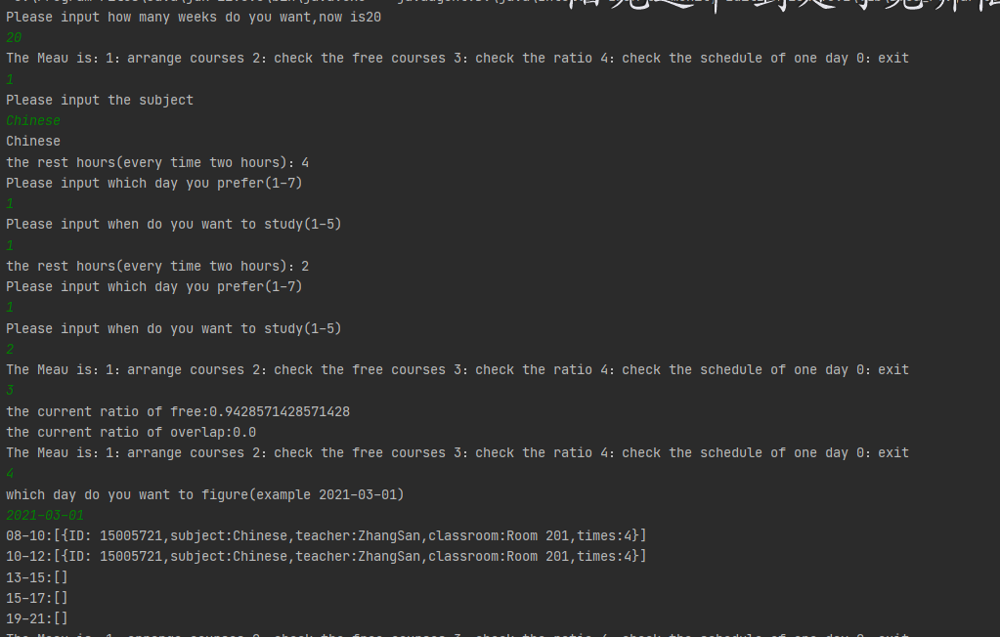 Please input how many weeks do you want,now is20
20
The Meau is: 1: arrange courses 2: check the free courses 3: check the ratio 4: check the schedule of one day 0: exit
1
Please input the subject
Chinese
Chinese
the rest hours(every time two hours): 4
Please input which day you prefer(1-7)
1
Please input when do you want to study(1-5)
1
the rest hours(every time two hours): 2
Please input which day you prefer(1-7)
1
Please input when do you want to study(1-5)
2
The Meau is: 1: arrange courses 2: check the free courses 3: check the ratio 4: check the schedule of one day 0: exit
3
the current ratio of free:0.9428571428571428
the current ratio of overlap:0.0
The Meau is: 1: arrange courses 2: check the free courses 3: check the ratio 4: check the schedule of one day 0: exit
4
which day do you want to figure(example 2021-03-01)
2021-03-01
08-10:[{ID: 15005721,subject:Chinese,teacher:ZhangSan,classroom:Room 201,times:4}]
10-12:[{ID: 15005721,subject:Chinese,teacher:ZhangSan,classroom:Room 201,times:4}]
13-15:[]
15-17:[]
19-21:[]
The Meau is: 1: arrange courses 2: check the free courses 3: check the ratio 4: check the schedule of one day 0: exit